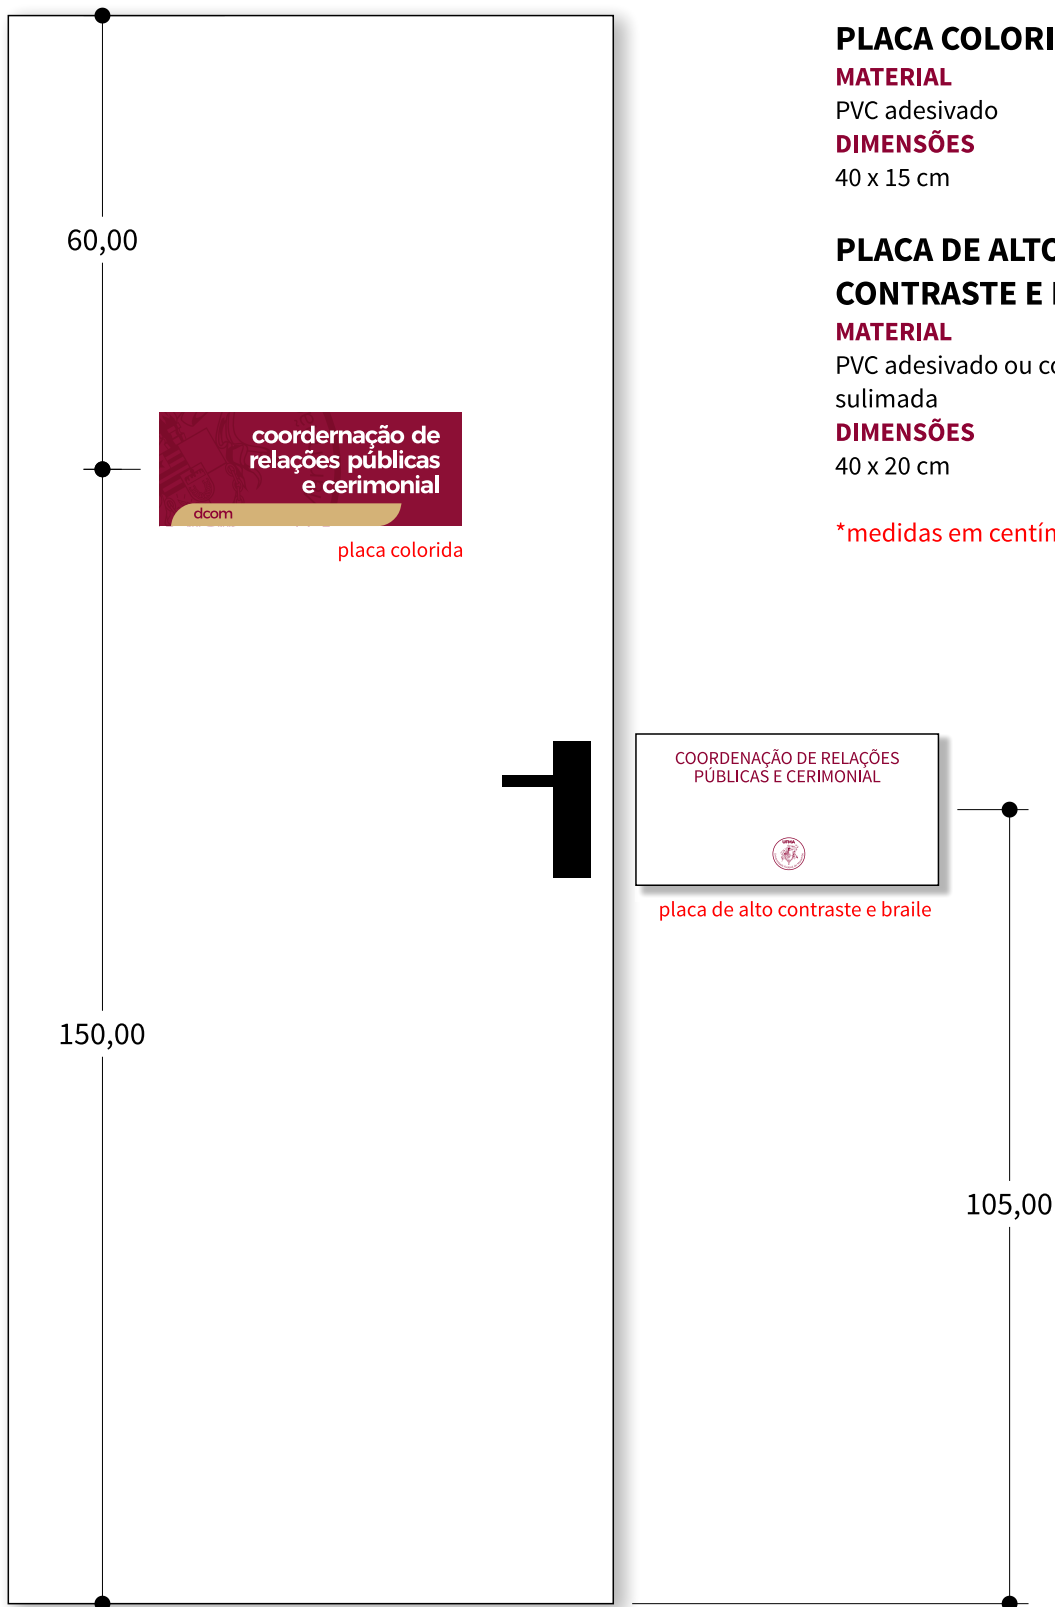 PLACA COLORI
MATERIAL
PVC adesivado
DIMENSÕES
40 x 15 cm
PLACA DE ALTO
CONTRASTE E
MATERIAL
PVC adesivado ou
sulimada
DIMENSÕES
40 x 20 cm
*medidas em
60,00
coordernação de
relações públicas
e cerimonial
dcom
placa colorida
COORDENAÇÃO DE RELAÇÕES
PÚBLICAS E CERIMONIAL
UFMA
placa de alto contraste e braile
150,00
105,00